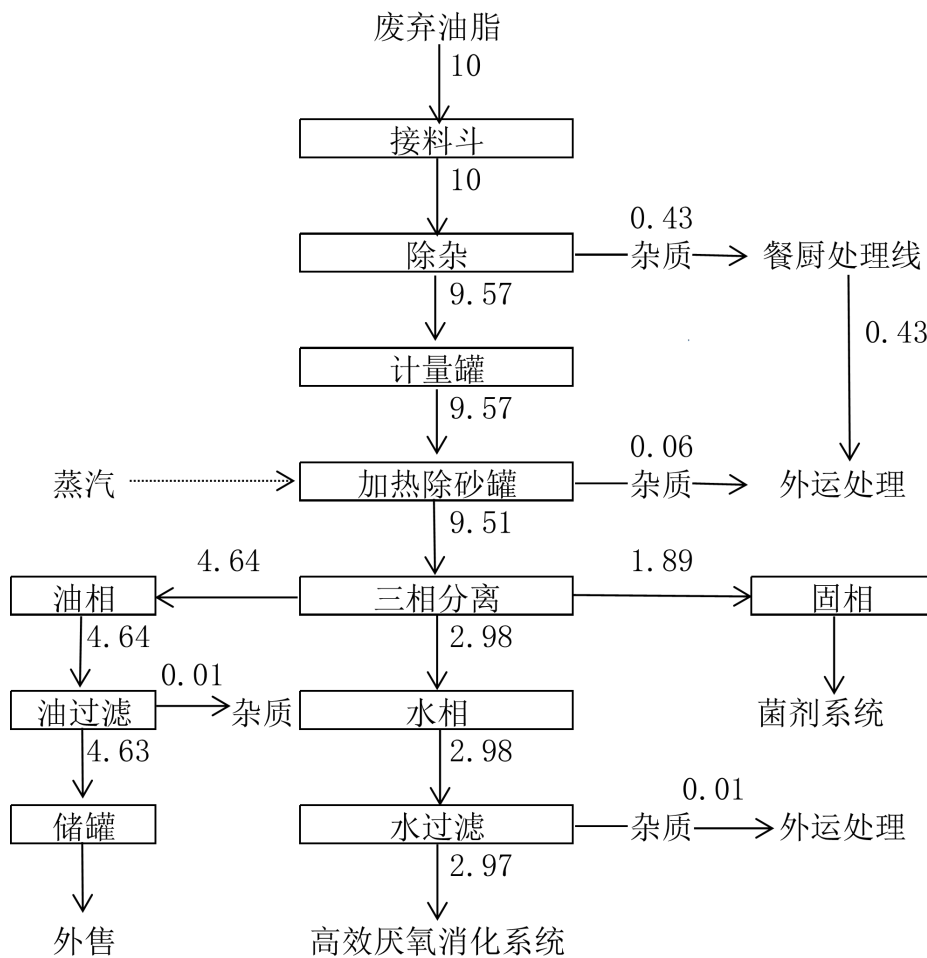 废弃油脂
10
接料斗
10
0.43
除杂
杂质
餐厨处理线
9.57
0.43
计量罐
9.57
0.06
蒸汽
加热除砂罐
杂质
外运处理
9.51
4.64
1.89
油相
三相分离
固相
4.64
2.98
0.01
油过滤
杂质
水相
菌剂系统
4.63
2.98
0.01
储罐
水过滤
杂质
外运处理
2.97
外售
高效厌氧消化系统